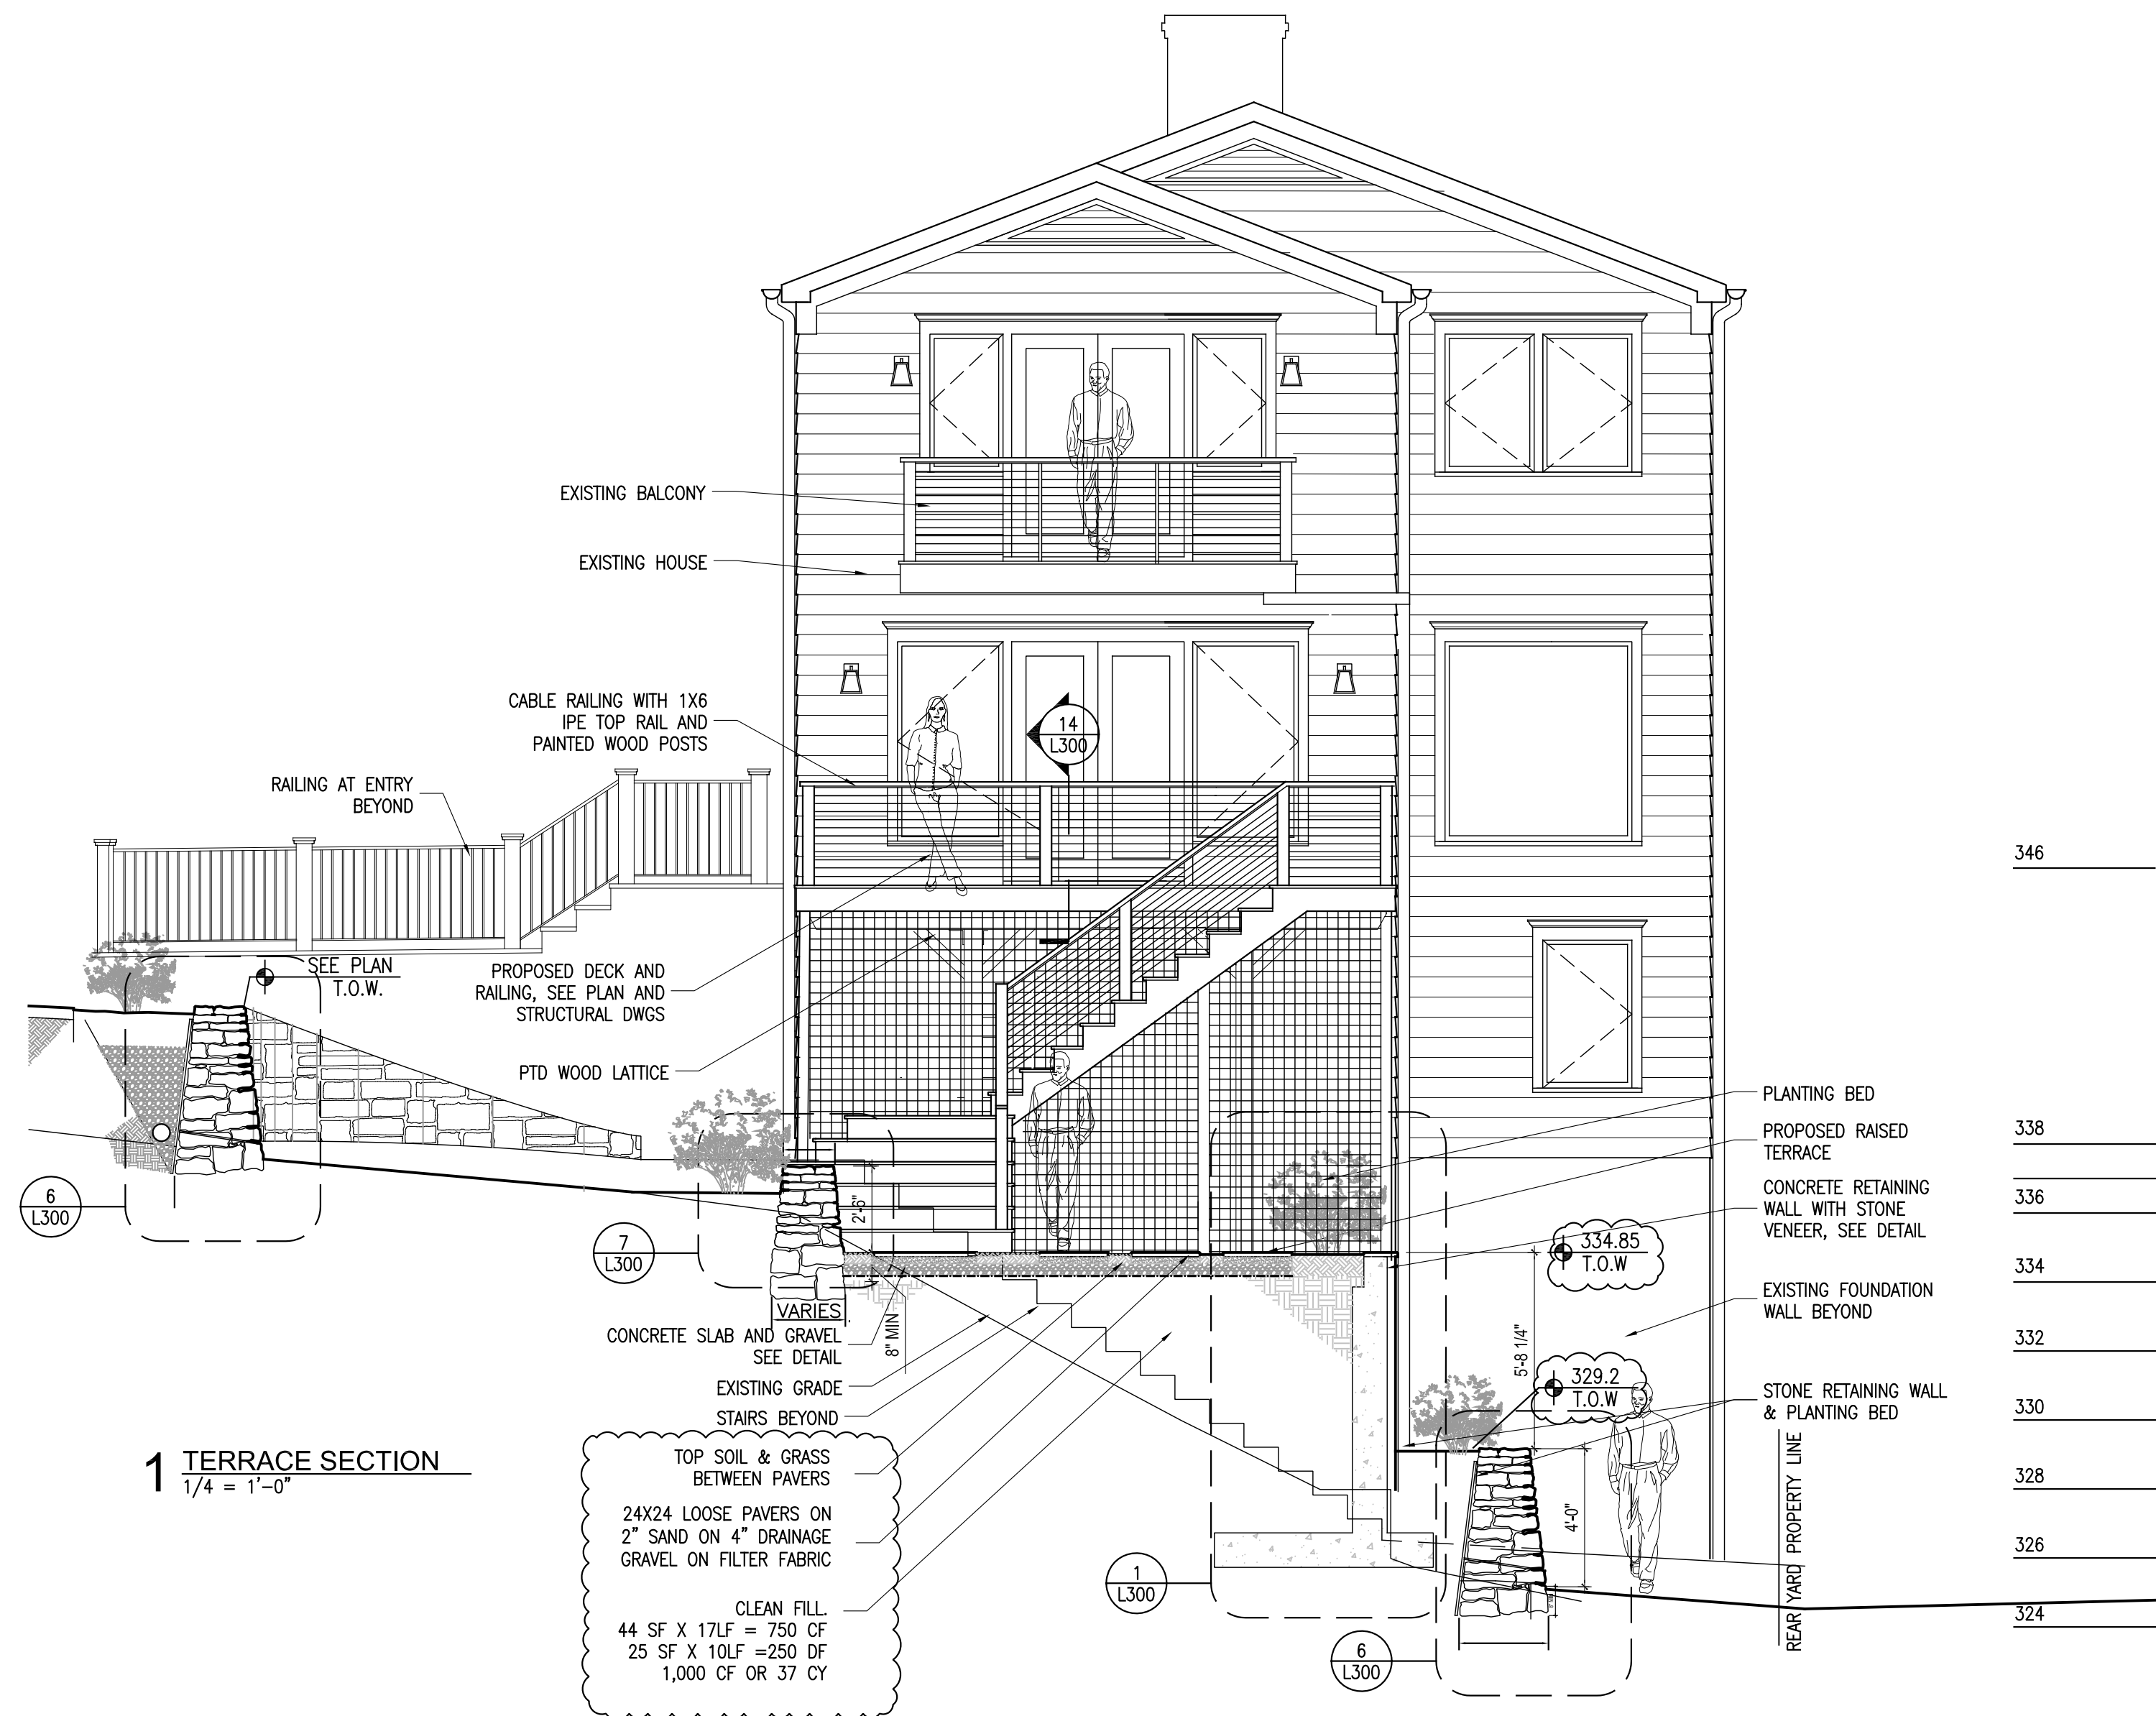 EXISTING BALCONY
EXISTING HOUSE
CABLE RAILING WITH 1X6
IPE TOP RAIL AND
PAINTED WOOD POSTS
14
L300
RAILING AT ENTRY
BEYOND
346
SEE PLAN
T.O.W.
PROPOSED DECK AND
RAILING, SEE PLAN AND
STRUCTURAL DWGS
PTD WOOD LATTICE
PLANTING BED
PROPOSED RAISED
TERRACE
338
CONCRETE RETAINING
WALL WITH STONE
VENEER, SEE DETAIL
336
6
L300
2'-6"
7
L300
334.85
T.O.W
334
EXISTING FOUNDATION
WALL BEYOND
VARIES
8" MIN
CONCRETE SLAB AND GRAVEL
SEE DETAIL
5'-8 1/4"
332
EXISTING GRADE
329.2
T.O.W
STONE RETAINING WALL
& PLANTING BED
STAIRS BEYOND
330
1 TERRACE SECTION
1/4 = 1'-0"
TOP SOIL & GRASS
BETWEEN PAVERS
24X24 LOOSE PAVERS ON
2" SAND ON 4" DRAINAGE
GRAVEL ON FILTER FABRIC
CLEAN FILL.
44 SF X 17LF = 750 CF
25 SF X 10LF =250 DF
1,000 CF OR 37 CY
4'-0"
REAR YARD PROPERTY LINE
328
326
1
L300
324
6
L300